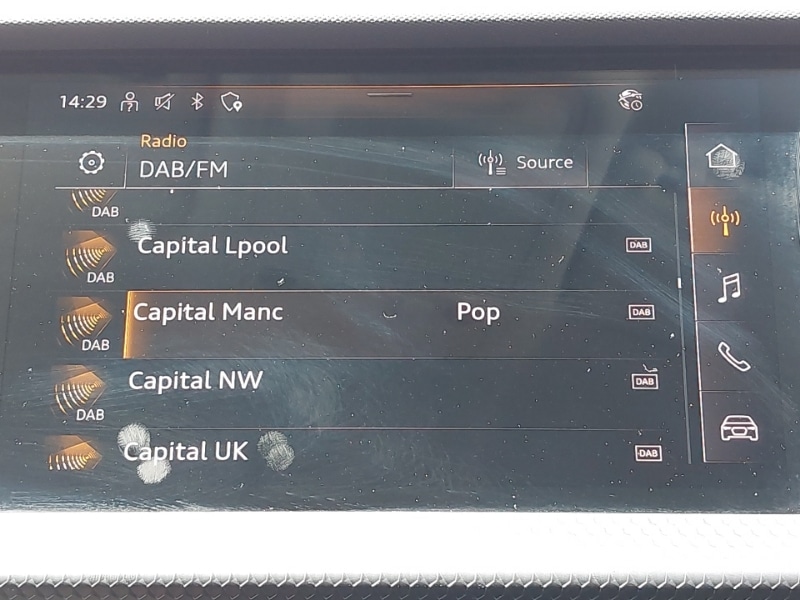 14:29
Radio
DAB/FM
Source
DAB
Capital Lpool DAB
DAB
Capital Manc Pop DAB
DAB
Capital NW DAB
DAB
Capital UK DAB